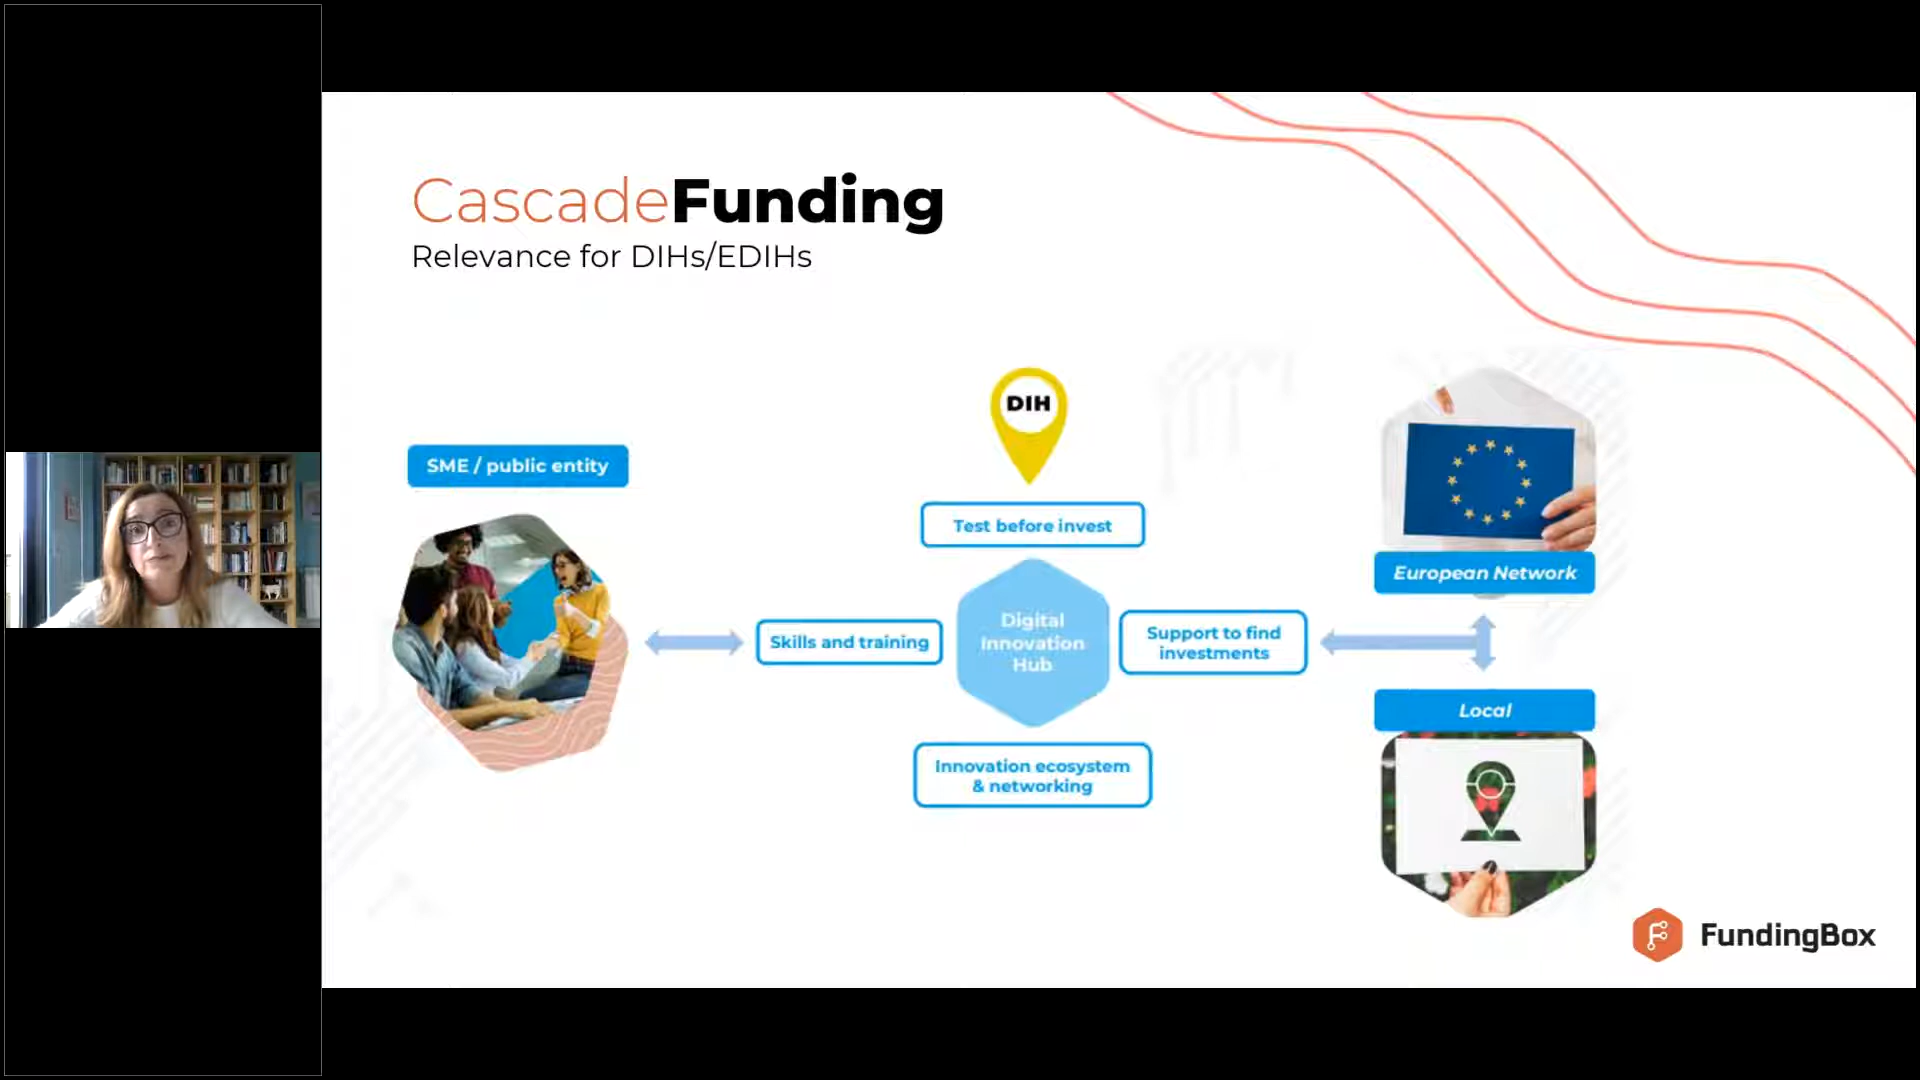 CascadeFunding
Relevance for DIHs/EDIHs
DIH
SME / public entity
Test before invest
European Network
Digital
Innovation
Hub
Skills and training
Support to find
investments
Local
Innovation ecosystem
& networking
FundingBox